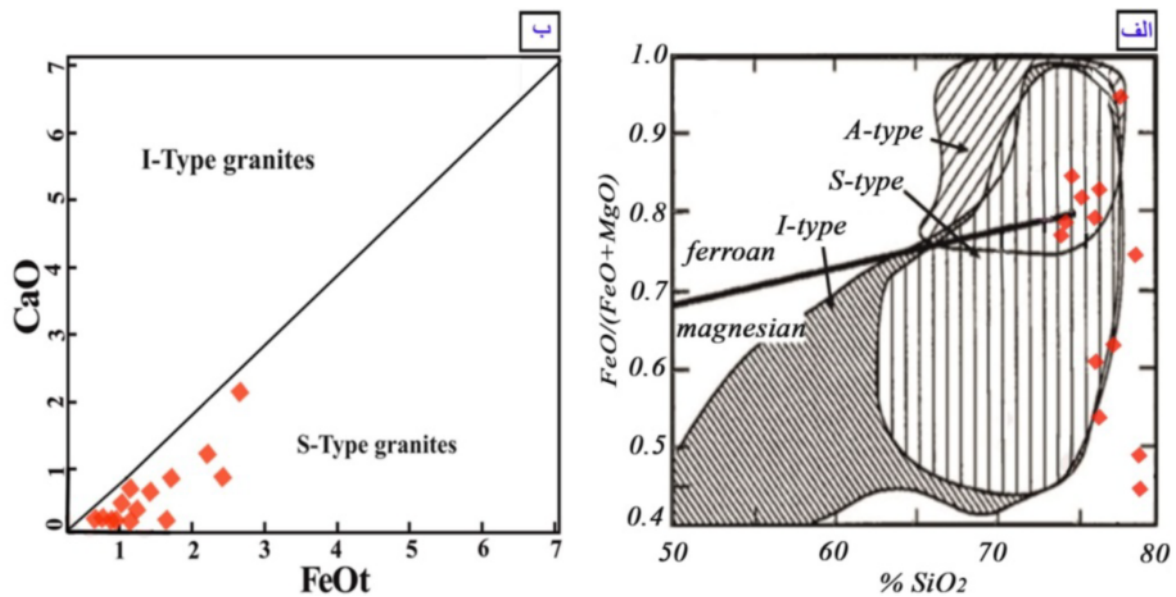 ب
7
6
5
4
3
2
1
0
CaO
I-Type granites
S-Type granites
1 2 3 4 5 6 7
FeOt
الف
1.0
0.9
0.8
0.7
0.6
0.5
0.4
FeO/(FeO+MgO)
A-type
S-type
I-type
ferroan
magnesian
50 60 70 80
% SiO₂